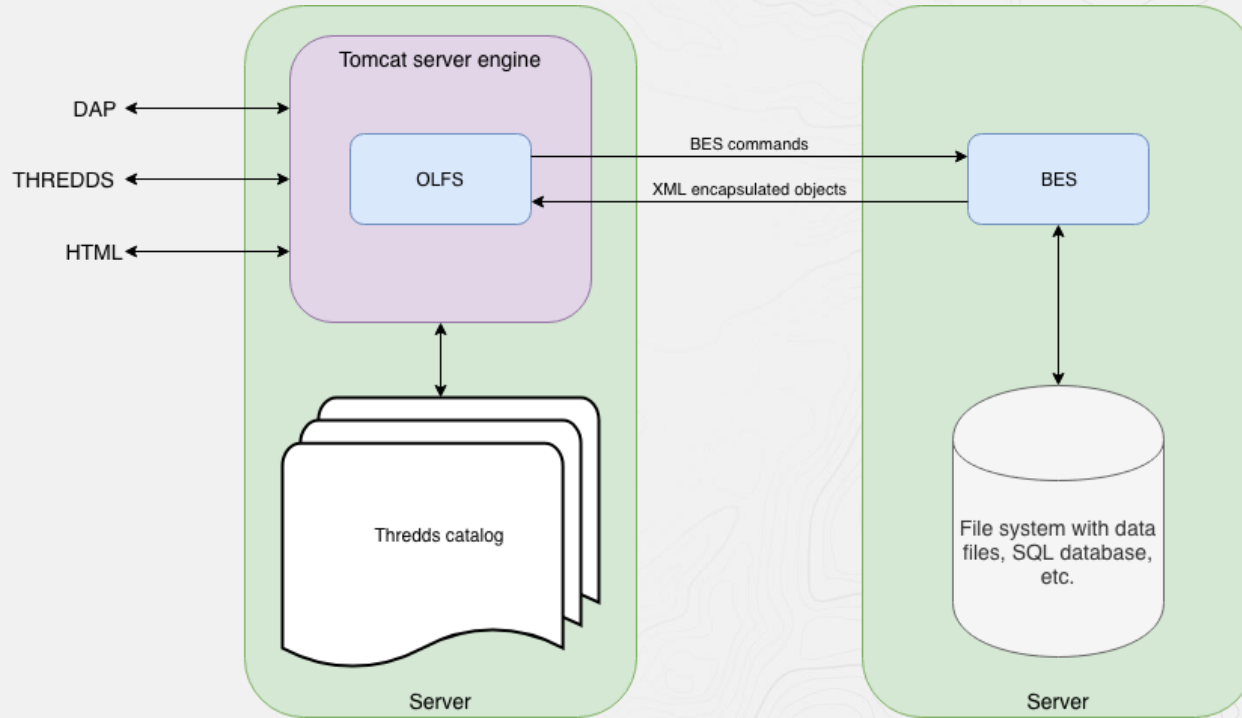 Tomcat server engine
DAP
THREDDS
HTML
OLFS
BES commands
XML encapsulated objects
BES
Thredds catalog
File system with data
files, SQL database,
etc.
Server
Server